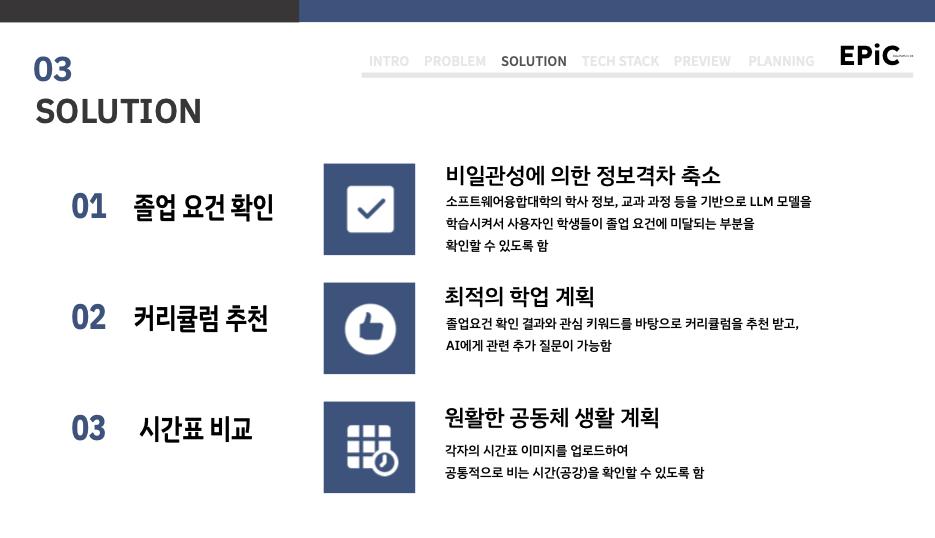 03
SOLUTION
INTRO PROBLEM SOLUTION TECH STACK PREVIEW PLANNING
EPiC
01 졸업 요건 확인
비일관성에 의한 정보격차 축소
소프트웨어융합대학의 학사 정보, 교과 과정 등을 기반으로 LLM 모델을
학습시켜서 사용자인 학생들이 졸업 요건에 미달되는 부분을
확인할 수 있도록 함
02 커리큘럼 추천
최적의 학업 계획
졸업요건 확인 결과와 관심 키워드를 바탕으로 커리큘럼을 추천 받고,
AI에게 관련 추가 질문이 가능함
03 시간표 비교
원활한 공동체 생활 계획
각자의 시간표 이미지를 업로드하여
공통적으로 비는 시간(공강)을 확인할 수 있도록 함